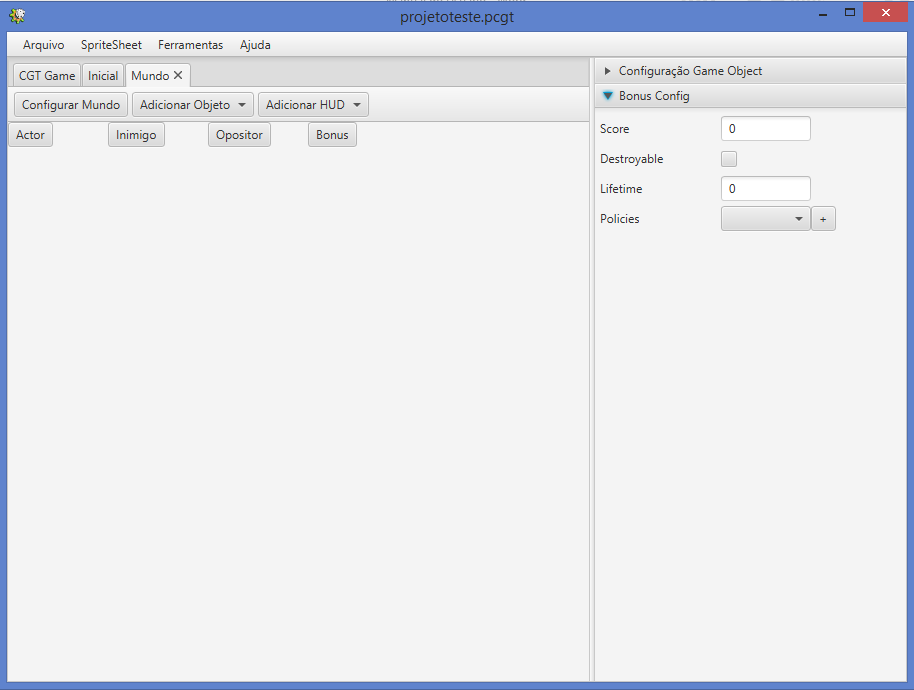 projetoteste.pcgt
Arquivo SpriteSheet Ferramentas Ajuda
CGT Game Inicial Mundo
Configurar Mundo Adicionar Objeto Adicionar HUD
Actor Inimigo Opositor Bonus
Configuração Game Object
Bonus Config
Score 0
Destroyable
Lifetime 0
Policies +